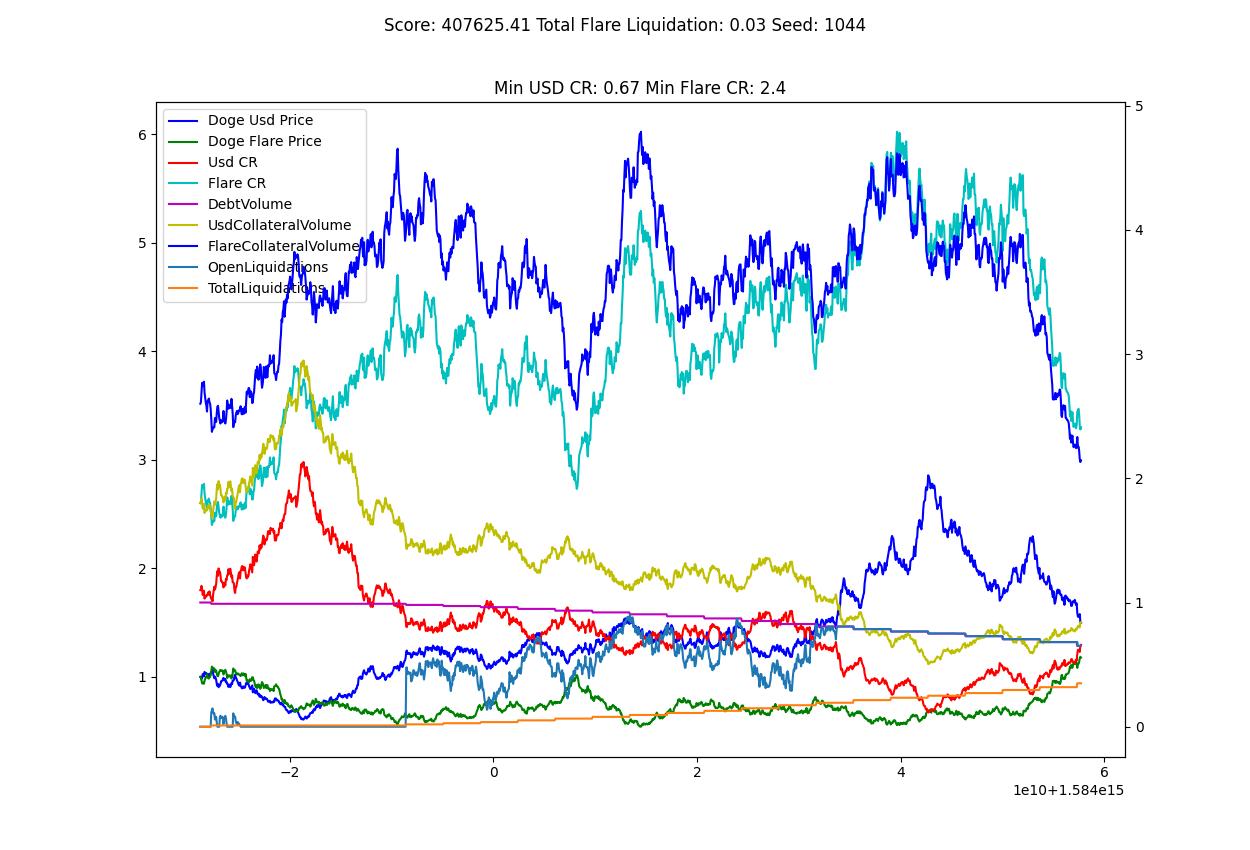 Score: 407625.41 Total Flare Liquidation: 0.03 Seed: 1044
Min USD CR: 0.67 Min Flare CR: 2.4
Doge Usd Price
Doge Flare Price
Usd CR
Flare CR
DebtVolume
UsdCollateralVolume
FlareCollateralVolume
OpenLiquidations
TotalLiquidations
6
5
4
3
2
1
5
4
3
2
1
0
−2
0
2
4
6
1e10+1.584e15